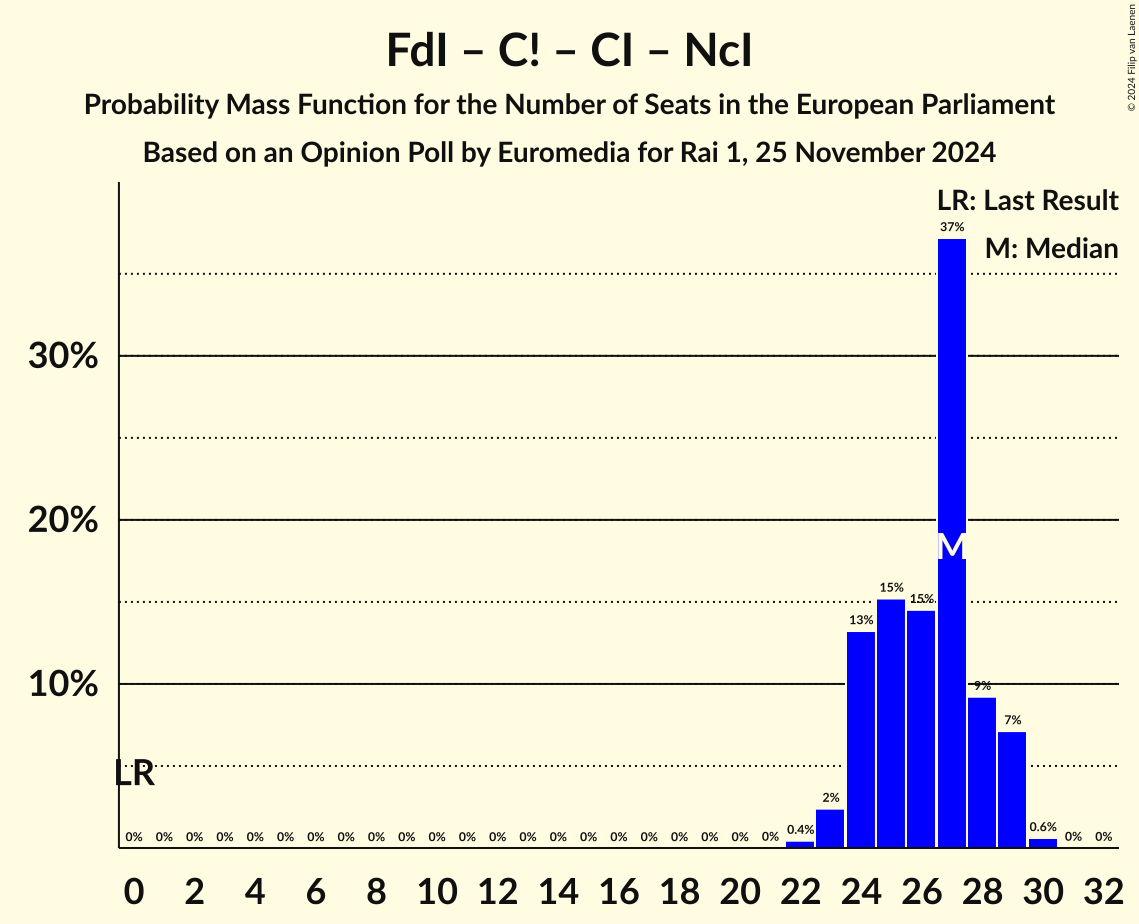 FdI – C! – CI – NcI
Probability Mass Function for the Number of Seats in the European Parliament
Based on an Opinion Poll by Euromedia for Rai 1, 25 November 2024
© 2024 Filip van Laenen
LR: Last Result
M: Median
37%
30%
20%
M
15%
15%
13%
10%
9%
7%
LR
2%
0% 0% 0% 0% 0% 0% 0% 0% 0% 0% 0% 0% 0% 0% 0% 0% 0% 0% 0% 0% 0% 0% 0.4% 0.6% 0% 0%
0 2 4 6 8 10 12 14 16 18 20 22 24 26 28 30 32